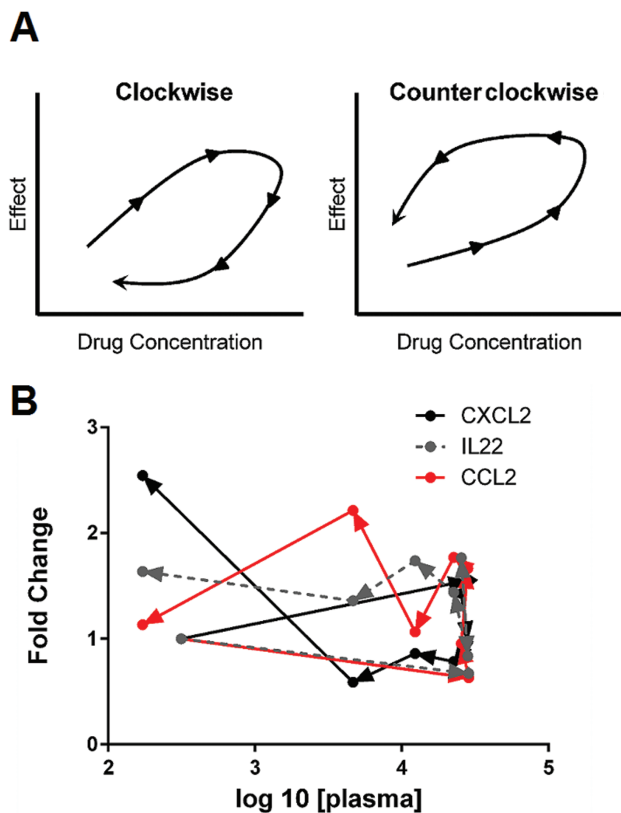 A
Clockwise
Counter clockwise
Effect
Effect
Drug Concentration
Drug Concentration
B
CXCL2
IL22
CCL2
Fold Change
3
2
1
0
2
3
4
5
log 10 [plasma]